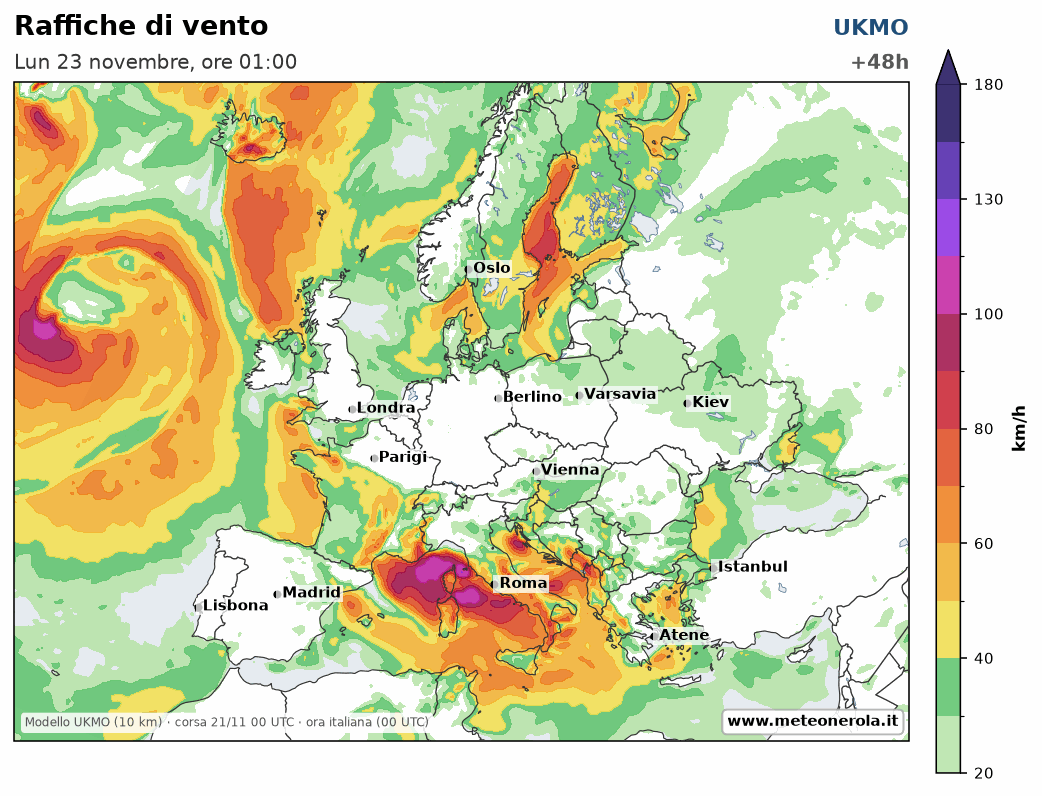 Raffiche di vento
UKMO
Lun 23 novembre, ore 01:00
+48h
180
130
100
80
60
40
20
km/h
Oslo
Londra
Berlino
Varsavia
Kiev
Parigi
Vienna
Istanbul
Roma
Madrid
Lisbona
Atene
Modello UKMO (10 km) · corsa 21/11 00 UTC · ora italiana (00 UTC)
www.meteonerola.it